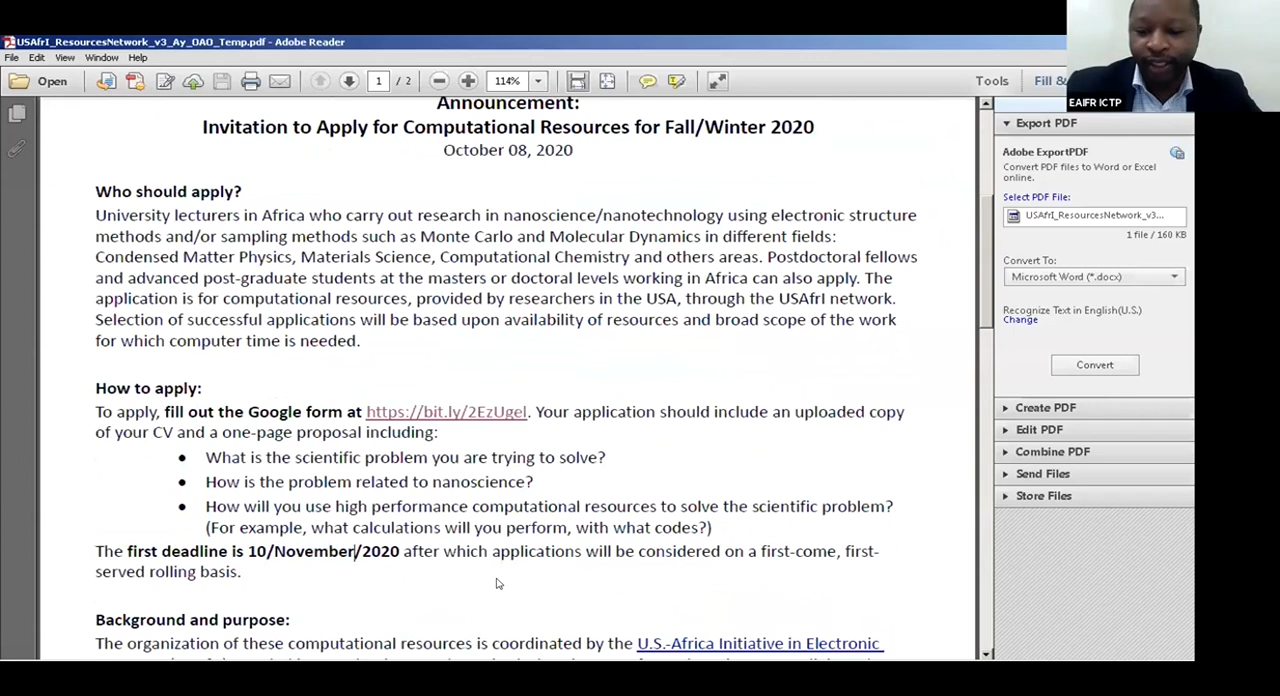 USAfrI_ResourcesNetwork_v3_Ay_OAO_Temp.pdf - Adobe Reader
File Edit View Window Help
Open 1 / 2 114% Tools Fill &
EAIFR ICTP
Announcement:
Invitation to Apply for Computational Resources for Fall/Winter 2020
October 08, 2020
Who should apply?
University lecturers in Africa who carry out research in nanoscience/nanotechnology using electronic structure
methods and/or sampling methods such as Monte Carlo and Molecular Dynamics in different fields:
Condensed Matter Physics, Materials Science, Computational Chemistry and others areas. Postdoctoral fellows
and advanced post-graduate students at the masters or doctoral levels working in Africa can also apply. The
application is for computational resources, provided by researchers in the USA, through the USAfrI network.
Selection of successful applications will be based upon availability of resources and broad scope of the work
for which computer time is needed.
How to apply:
To apply, fill out the Google form at https://bit.ly/2EzUgel. Your application should include an uploaded copy
of your CV and a one-page proposal including:
• What is the scientific problem you are trying to solve?
• How is the problem related to nanoscience?
• How will you use high performance computational resources to solve the scientific problem?
(For example, what calculations will you perform, with what codes?)
The first deadline is 10/November/2020 after which applications will be considered on a first-come, first-
served rolling basis.
Background and purpose:
The organization of these computational resources is coordinated by the U.S.-Africa Initiative in Electronic
Export PDF
Adobe ExportPDF
Convert PDF files to Word or Excel
online.
Select PDF File:
USAfrI_ResourcesNetwork_v3...
1 file / 160 KB
Convert To:
Microsoft Word (*.docx)
Recognize Text in English(U.S.)
Change
Convert
Create PDF
Edit PDF
Combine PDF
Send Files
Store Files